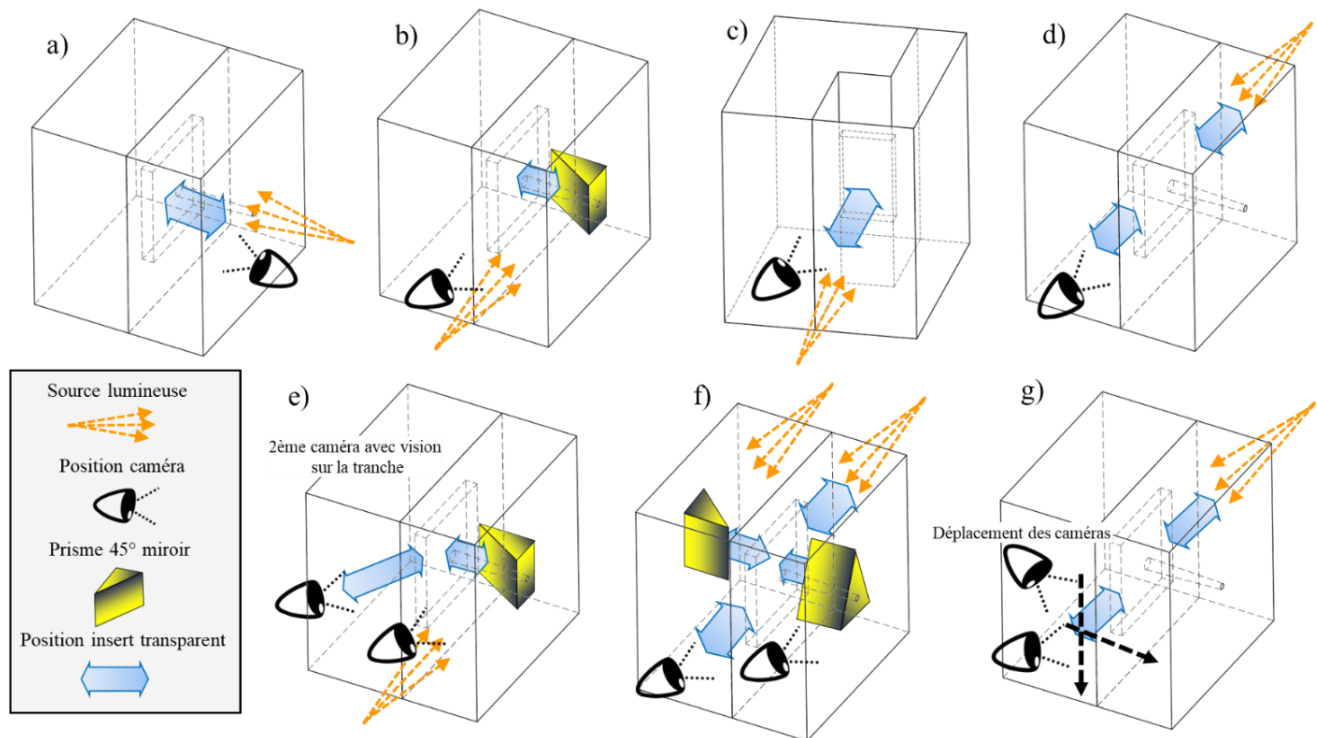 a)
b)
c)
d)
Source lumineuse
Position caméra
Prisme 45° miroir
Position insert transparent
e)
2ème caméra avec vision
sur la tranche
f)
g)
Déplacement des caméras